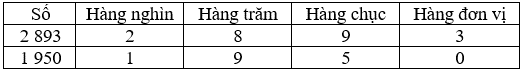 Số Hàng nghìn Hàng trăm Hàng chục Hàng đơn vị
2 893 2 8 9 3
1 950 1 9 5 0